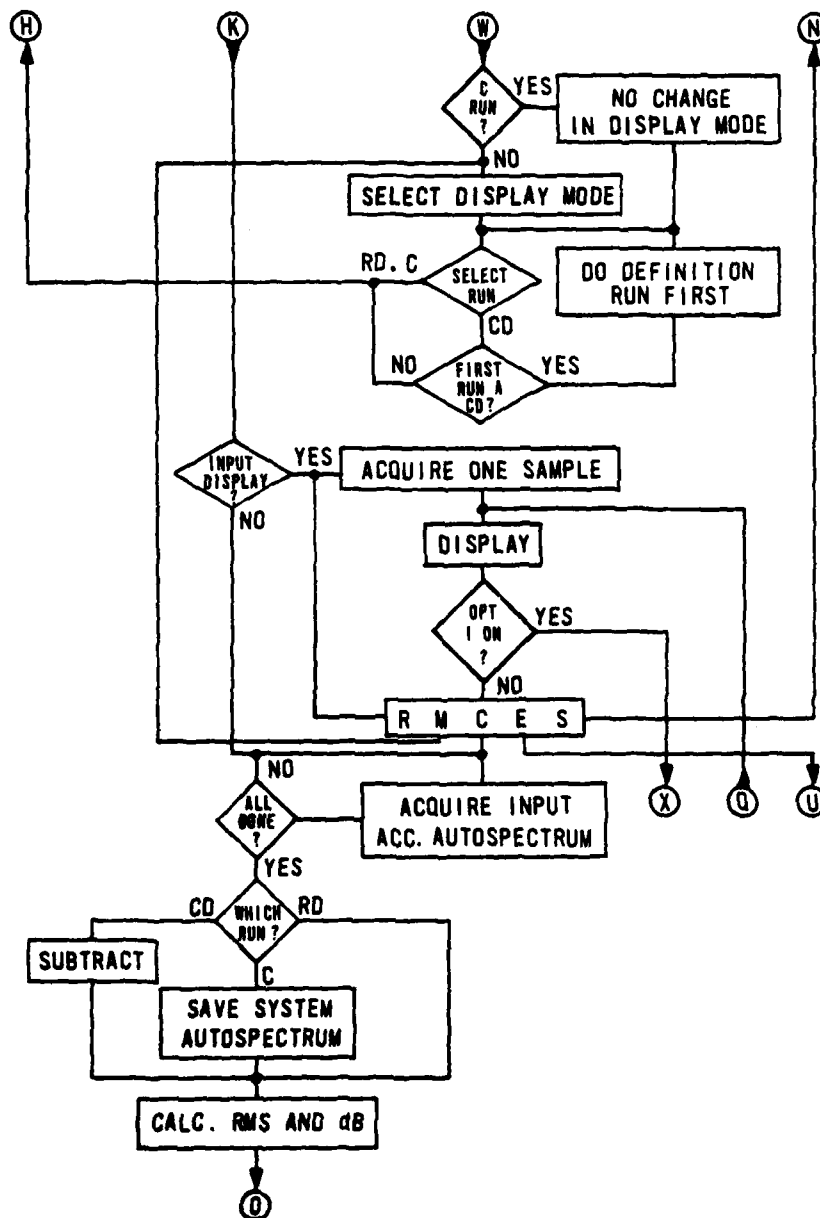 H
K
W
N
C
RUN
?
YES
NO CHANGE
IN DISPLAY MODE
NO
SELECT DISPLAY MODE
RD. C
SELECT
RUN
DO DEFINITION
RUN FIRST
CD
NO
FIRST
RUN A
CD?
YES
INPUT
DISPLAY
?
YES
ACQUIRE ONE SAMPLE
NO
DISPLAY
OPT
1 ON
?
YES
NO
R M C E S
NO
X
Q
U
ALL
DONE
?
ACQUIRE INPUT
ACC. AUTOSPECTRUM
YES
CD
WHICH
RUN?
RD
SUBTRACT
C
SAVE SYSTEM
AUTOSPECTRUM
CALC. RMS AND dB
O